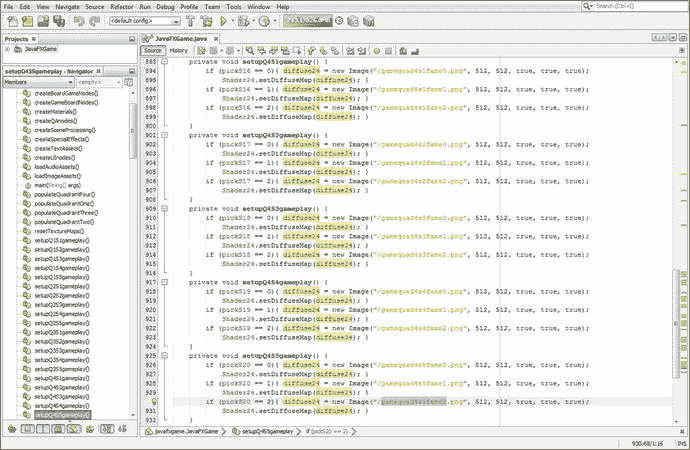 File Edit View Navigate Source Refactor Run Debug Profile Team Tools Window Help
Search (Ctrl+I)
<default config>
Projects
JavaFXGame.java
JavaFXGame
Source History
setupQ4S5gameplay - Navigator
Members <empty>
createBoardGameNodes()
createGameBoardNodes()
createMaterials()
createQAnodes()
createSceneProcessing()
createSpecialEffects()
createTextAssets()
createUInodes()
loadAudioAssets()
loadImageAssets()
main(String[] args)
populateQuadrantFour()
populateQuadrantOne()
populateQuadrantThree()
populateQuadrantTwo()
resetTextureMaps()
setupQ1S1gameplay()
setupQ1S2gameplay()
setupQ1S3gameplay()
setupQ1S4gameplay()
setupQ1S5gameplay()
setupQ2S1gameplay()
setupQ2S2gameplay()
setupQ2S3gameplay()
setupQ2S4gameplay()
setupQ2S5gameplay()
setupQ3S1gameplay()
setupQ3S2gameplay()
setupQ3S3gameplay()
setupQ3S4gameplay()
setupQ3S5gameplay()
setupQ4S1gameplay()
setupQ4S3gameplay()
setupQ4S4gameplay()
setupQ4S5gameplay()
893 private void setupQ4S1gameplay() {
894 if (pickS16 == 0){ diffuse24 = new Image("/gamequad4s1fame0.png", 512, 512, true, true, true);
895 Shader24.setDiffuseMap(diffuse24); }
896 if (pickS16 == 1){ diffuse24 = new Image("/gamequad4s1fame1.png", 512, 512, true, true, true);
897 Shader24.setDiffuseMap(diffuse24); }
898 if (pickS16 == 2){ diffuse24 = new Image("/gamequad4s1fame2.png", 512, 512, true, true, true);
899 Shader24.setDiffuseMap(diffuse24); }
900 }
901 private void setupQ4S2gameplay() {
902 if (pickS17 == 0){ diffuse24 = new Image("/gamequad4s2fame0.png", 512, 512, true, true, true);
903 Shader24.setDiffuseMap(diffuse24); }
904 if (pickS17 == 1){ diffuse24 = new Image("/gamequad4s2fame1.png", 512, 512, true, true, true);
905 Shader24.setDiffuseMap(diffuse24); }
906 if (pickS17 == 2){ diffuse24 = new Image("/gamequad4s2fame2.png", 512, 512, true, true, true);
907 Shader24.setDiffuseMap(diffuse24); }
908 }
909 private void setupQ4S3gameplay() {
910 if (pickS18 == 0){ diffuse24 = new Image("/gamequad4s3fame0.png", 512, 512, true, true, true);
911 Shader24.setDiffuseMap(diffuse24); }
912 if (pickS18 == 1){ diffuse24 = new Image("/gamequad4s3fame1.png", 512, 512, true, true, true);
913 Shader24.setDiffuseMap(diffuse24); }
914 if (pickS18 == 2){ diffuse24 = new Image("/gamequad4s3fame2.png", 512, 512, true, true, true);
915 Shader24.setDiffuseMap(diffuse24); }
916 }
917 private void setupQ4S4gameplay() {
918 if (pickS19 == 0){ diffuse24 = new Image("/gamequad4s4fame0.png", 512, 512, true, true, true);
919 Shader24.setDiffuseMap(diffuse24); }
920 if (pickS19 == 1){ diffuse24 = new Image("/gamequad4s4fame1.png", 512, 512, true, true, true);
921 Shader24.setDiffuseMap(diffuse24); }
922 if (pickS19 == 2){ diffuse24 = new Image("/gamequad4s4fame2.png", 512, 512, true, true, true);
923 Shader24.setDiffuseMap(diffuse24); }
924 }
925 private void setupQ4S5gameplay() {
926 if (pickS20 == 0){ diffuse24 = new Image("/gamequad4s5fame0.png", 512, 512, true, true, true);
927 Shader24.setDiffuseMap(diffuse24); }
928 if (pickS20 == 1){ diffuse24 = new Image("/gamequad4s5fame1.png", 512, 512, true, true, true);
929 Shader24.setDiffuseMap(diffuse24); }
if (pickS20 == 2){ diffuse24 = new Image("/gamequad4s5fame2.png", 512, 512, true, true, true);
931 Shader24.setDiffuseMap(diffuse24); }
932
javafxgame.JavaFXGame setupQ4S5gameplay if (pickS20 == 2)
930:68/1:16 INS